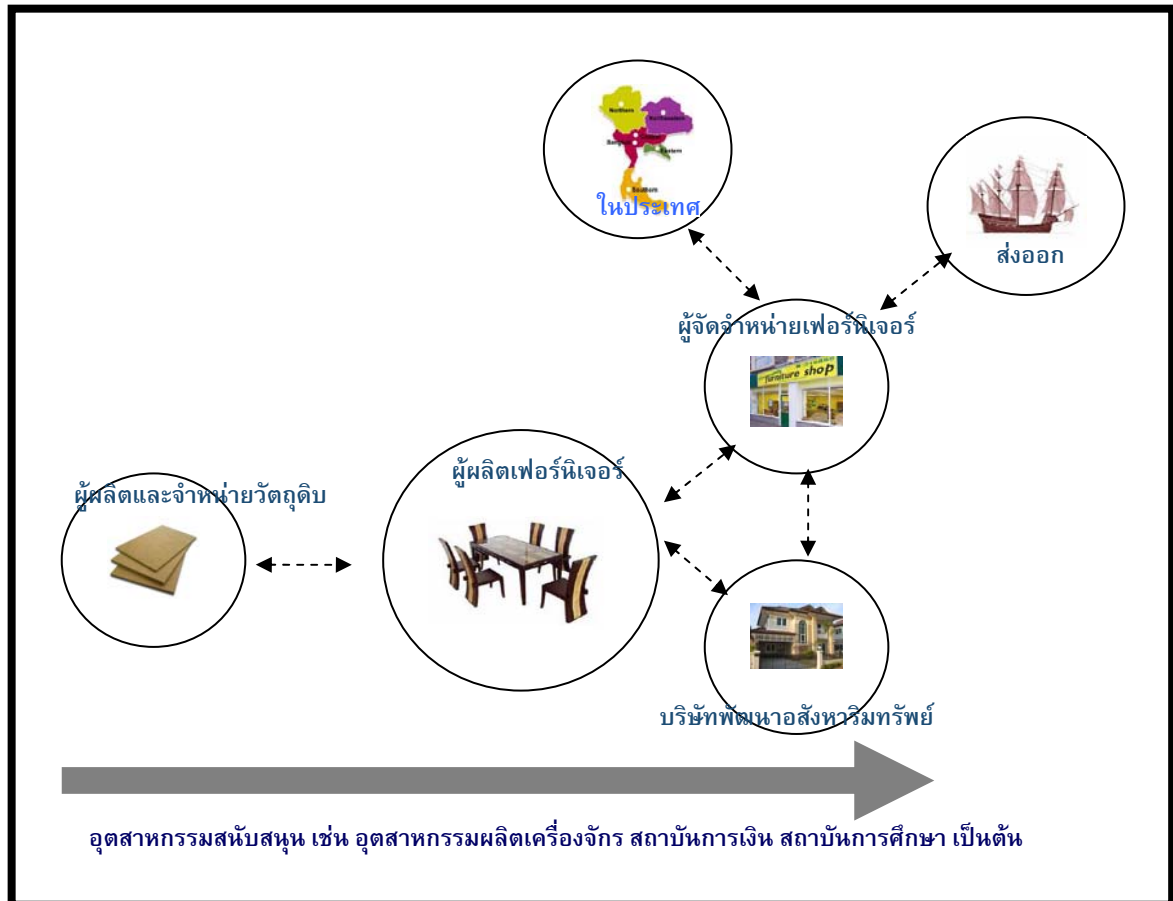 Northern
Northeastern
Eastern
Southern
ในประเทศ
ส่งออก
ผู้จัดจำหน่ายเฟอร์นิเจอร์
furniture shop
ผู้ผลิตเฟอร์นิเจอร์
ผู้ผลิตและจำหน่ายวัตถุดิบ
บริษัทพัฒนาอสังหาริมทรัพย์
อุตสาหกรรมสนับสนุน เช่น อุตสาหกรรมผลิตเครื่องจักร สถาบันการเงิน สถาบันการศึกษา เป็นต้น